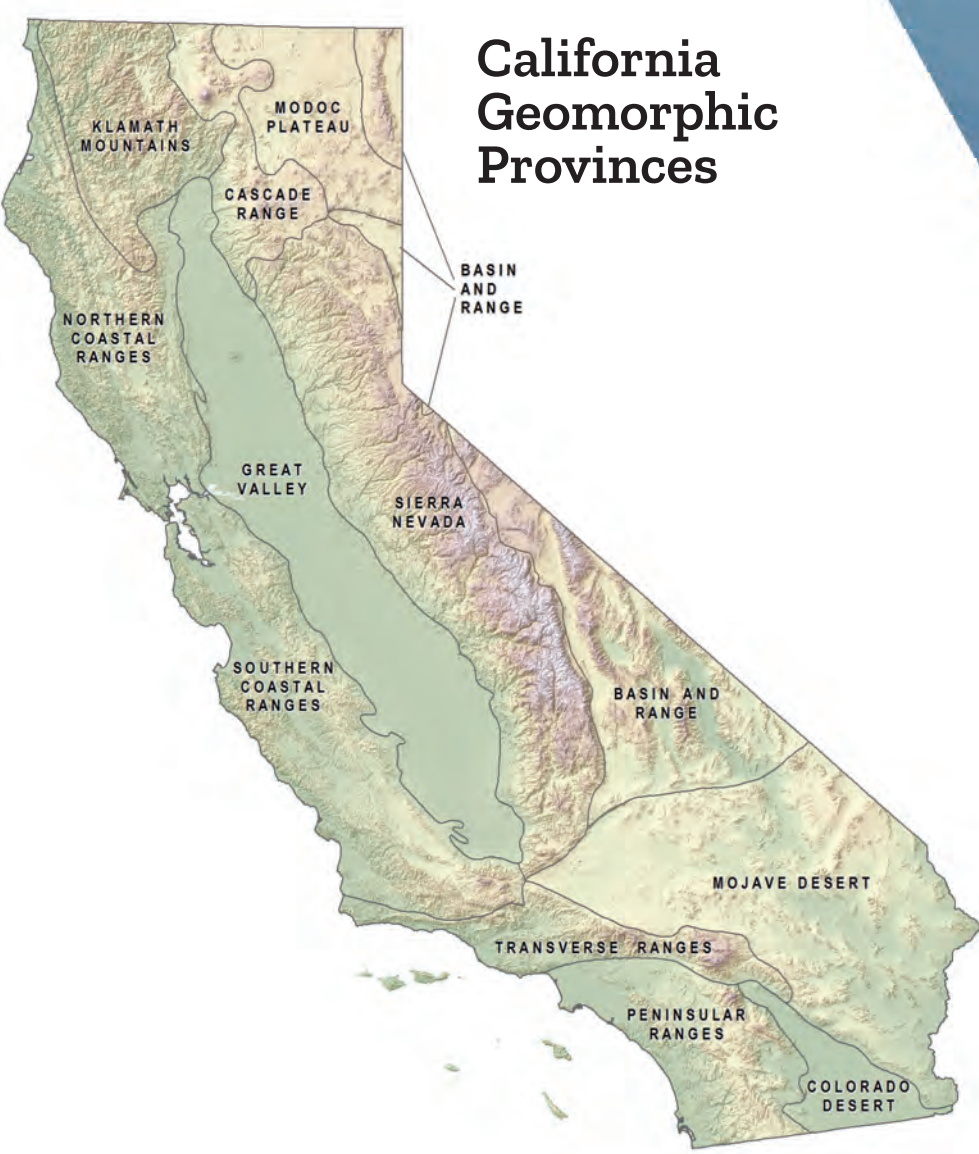 California
Geomorphic
Provinces
KLAMATH
MOUNTAINS
MODOC
PLATEAU
CASCADE
RANGE
BASIN
AND
RANGE
NORTHERN
COASTAL
RANGES
GREAT
VALLEY
SIERRA
NEVADA
SOUTHERN
COASTAL
RANGES
BASIN AND
RANGE
MOJAVE DESERT
TRANSVERSE RANGES
PENINSULAR
RANGES
COLORADO
DESERT